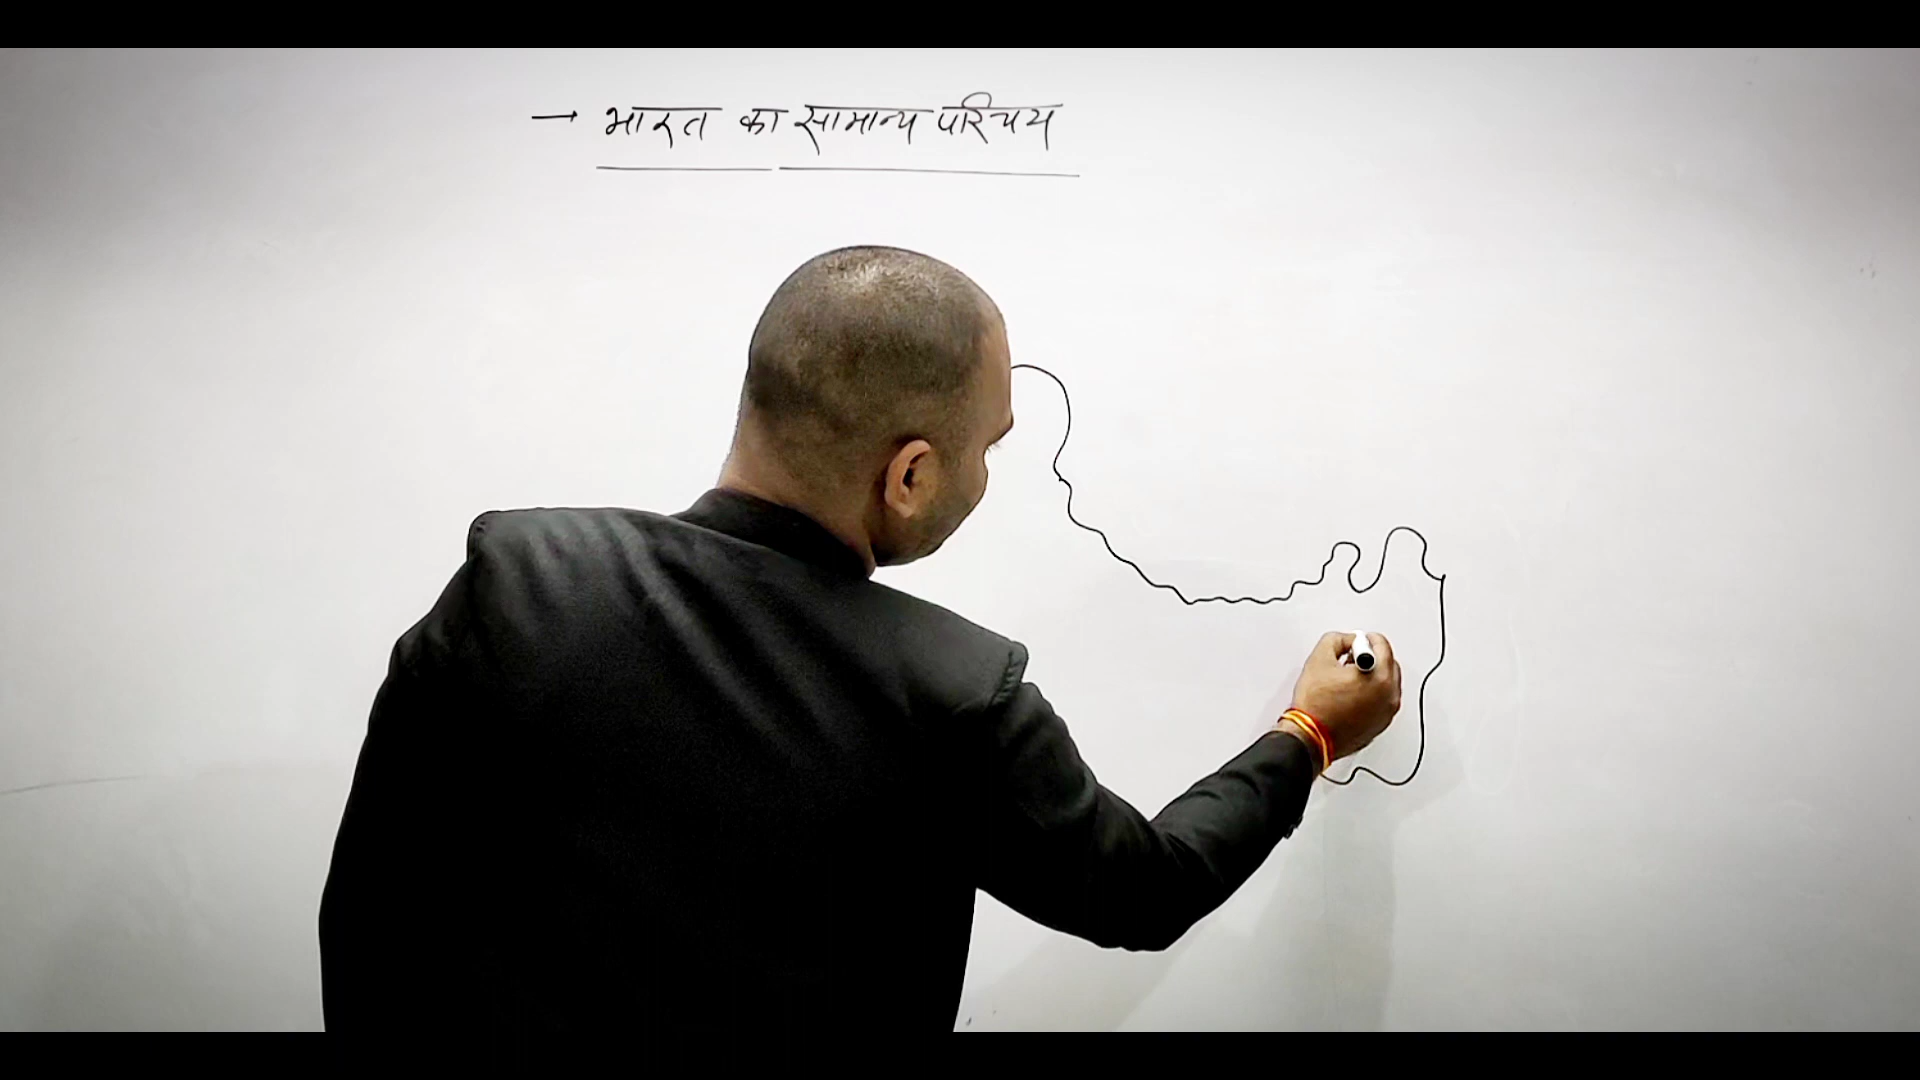 → भारत का सामान्य परिचय